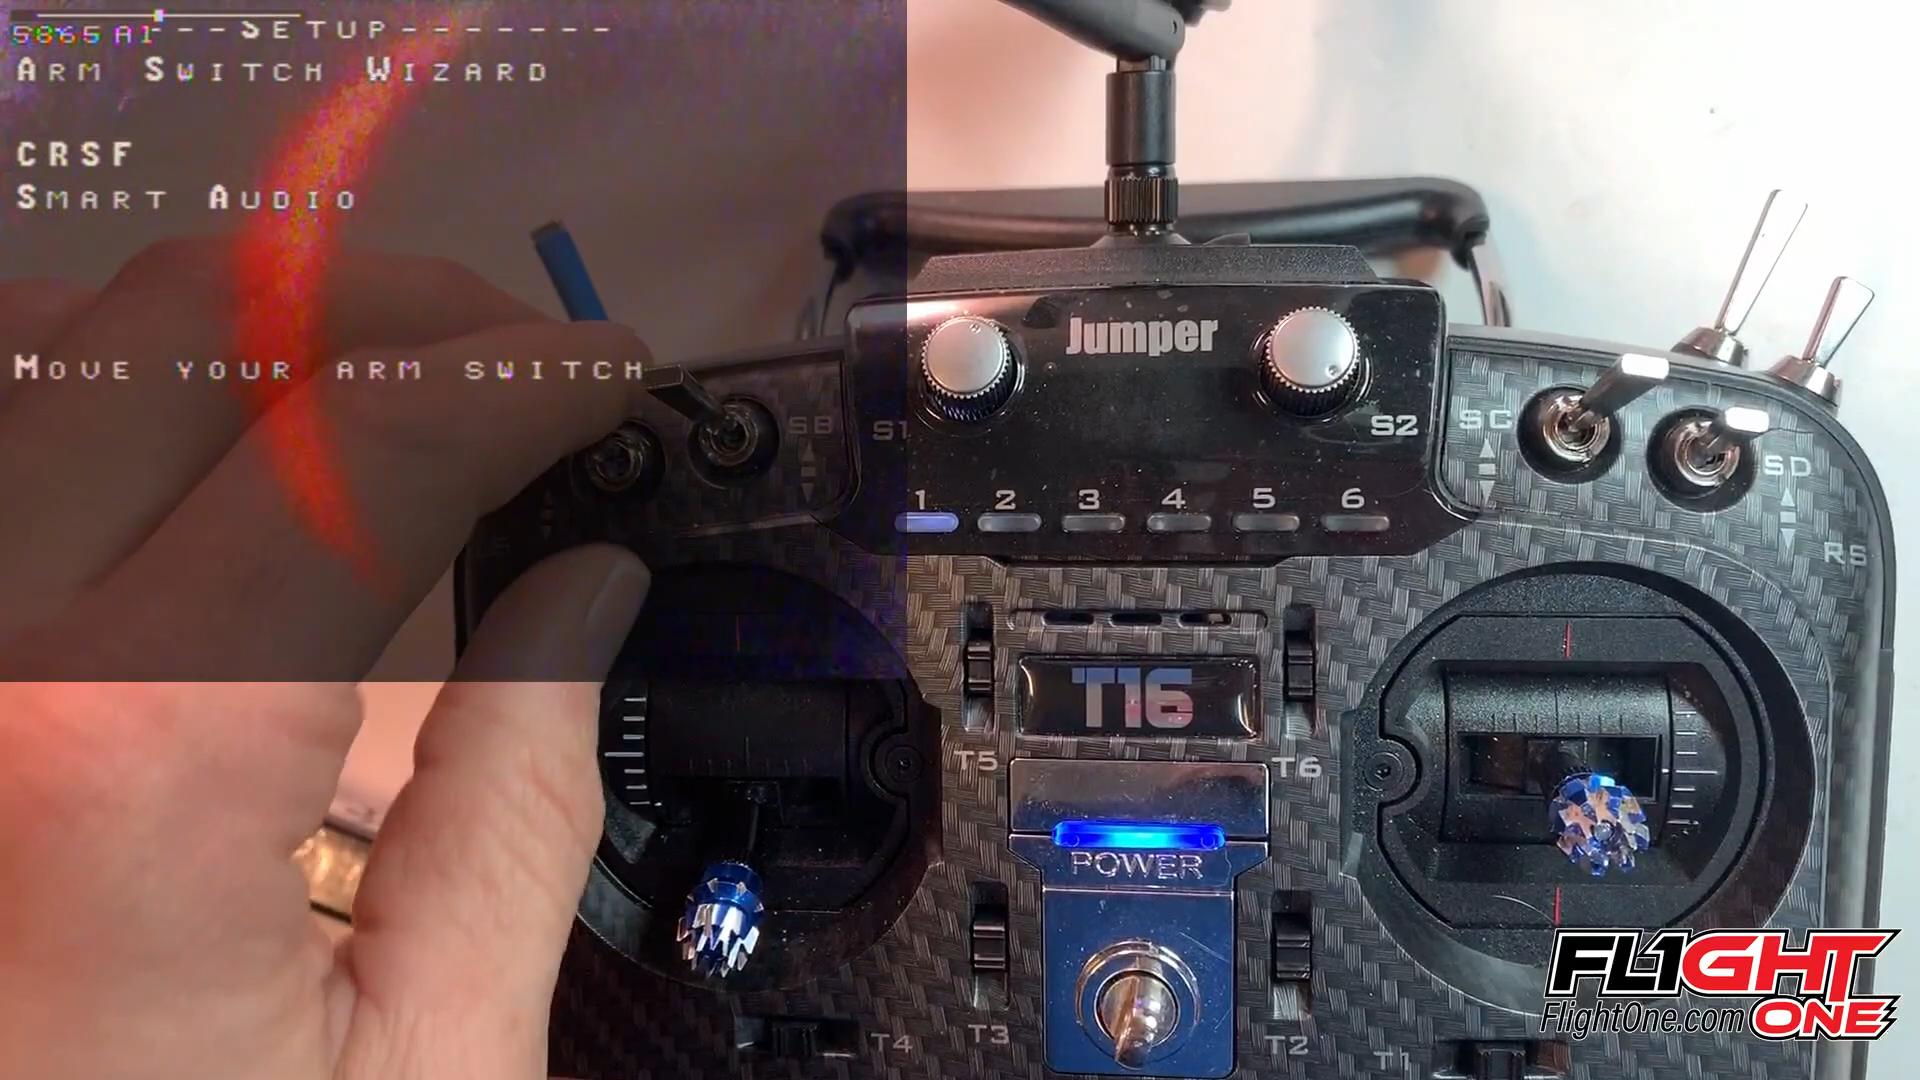 5865 A1---SETUP-------
ARM SWITCH WIZARD
CRSF
SMART AUDIO
MOVE YOUR ARM SWITCH
Jumper
SB
S1
S2
SC
SD
RS
1 2 3 4 5 6
T16
T5
T6
POWER
T4
T3
T2
T1
FL1GHT
ONE
FlightOne.com